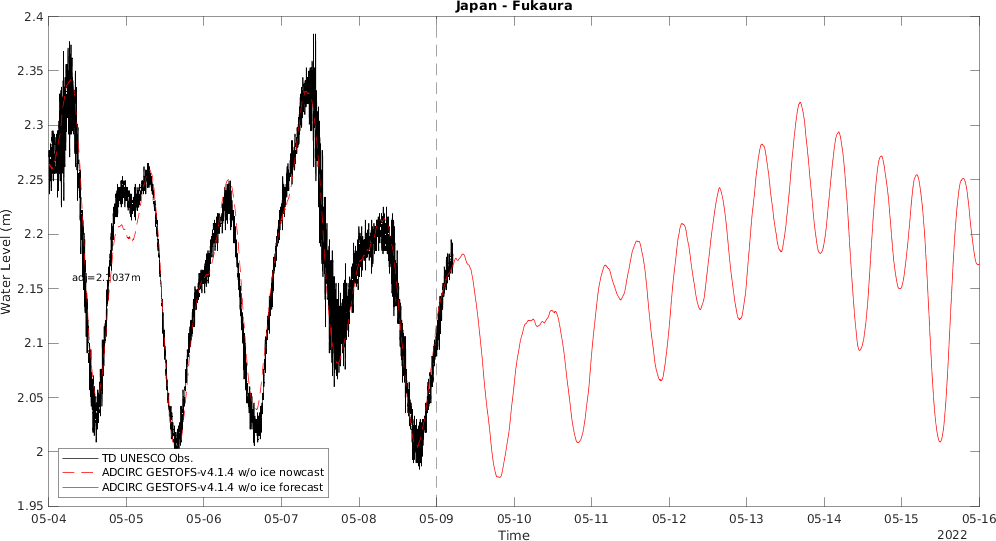 Japan - Fukaura
2.4
2.35
2.3
2.25
2.2
2.15
2.1
2.05
2
1.95
Water Level (m)
TD UNESCO Obs.
ADCIRC GESTOFS-v4.1.4 w/o ice nowcast
ADCIRC GESTOFS-v4.1.4 w/o ice forecast
05-04 05-05 05-06 05-07 05-08 05-09 05-10 05-11 05-12 05-13 05-14 05-15 05-16
Time
2022